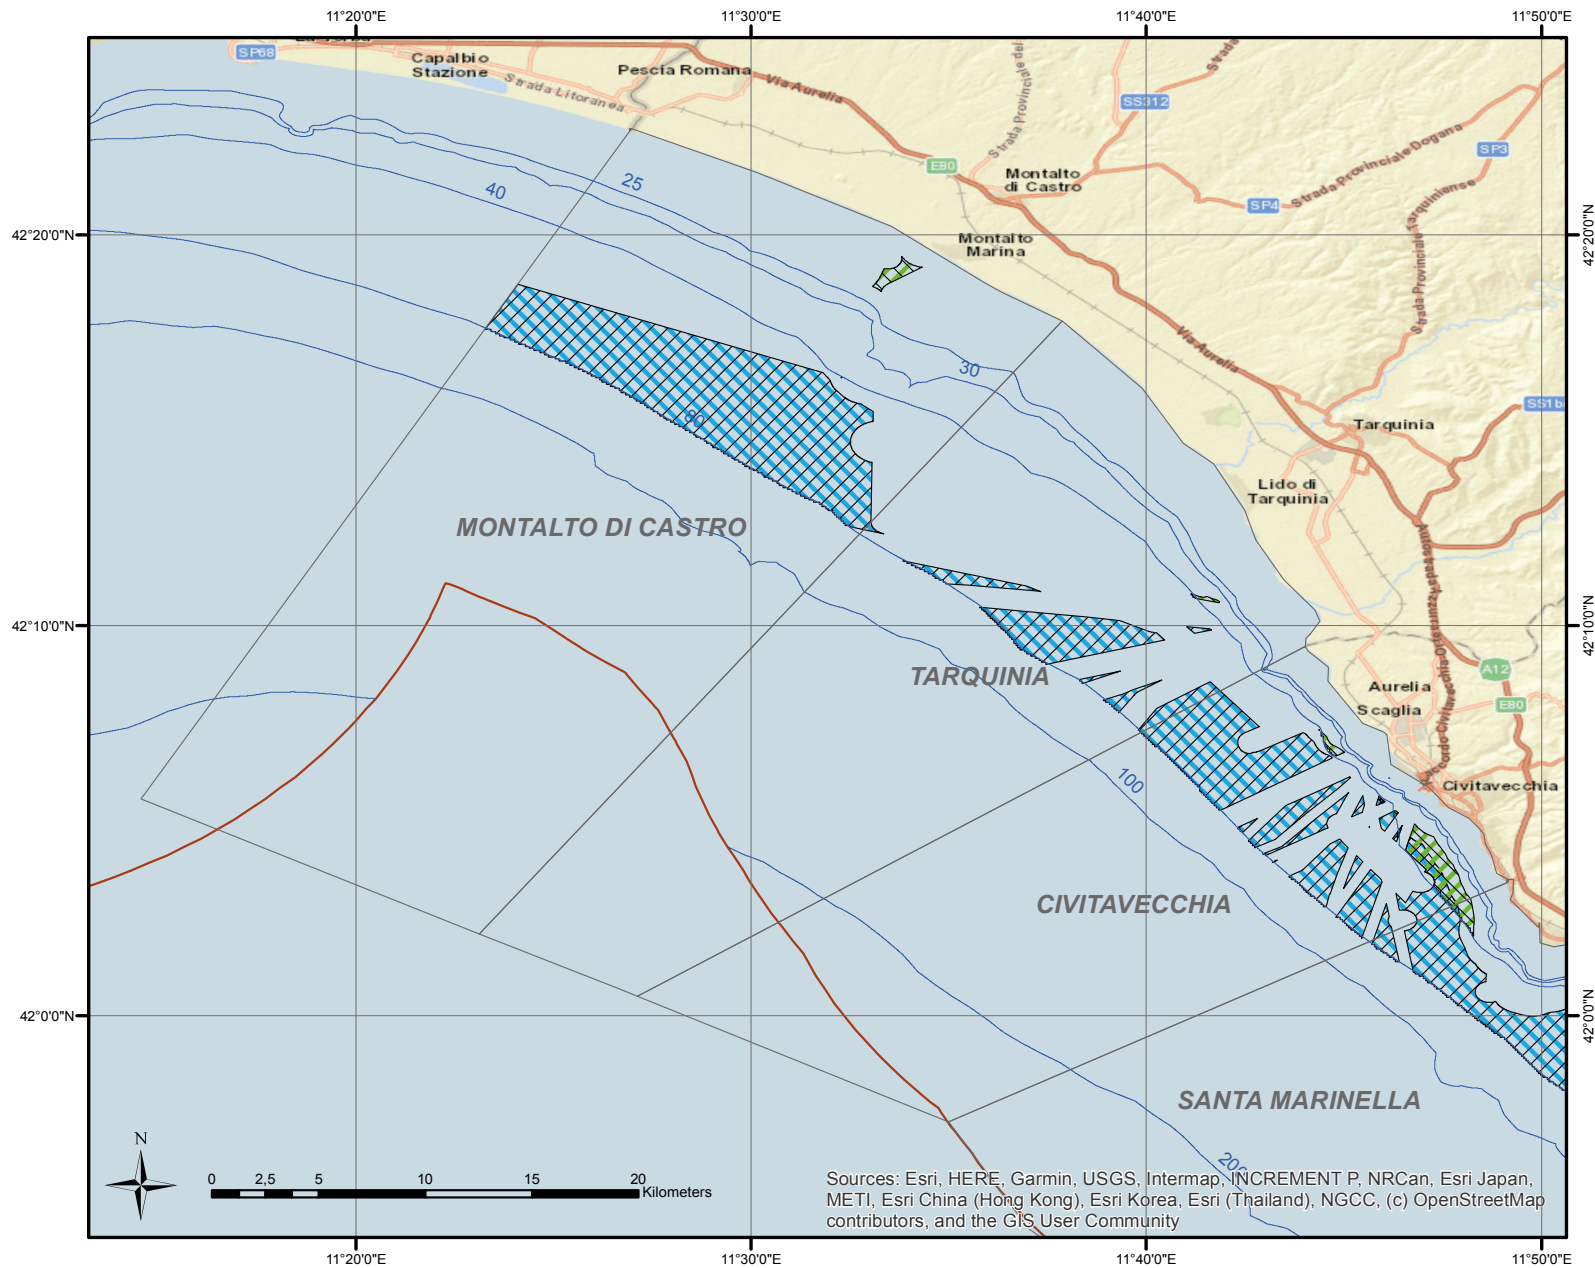 11°20'0"E
11°30'0"E
11°40'0"E
11°50'0"E
SP68
Capalbio
Stazione
Strada Litoranea
Pescia Romana
Via Aurelia
Strada Provinciale del
Strada
SS312
SP3
Strada Provinciale Dogana
E80
Montalto
di Castro
SP4
Strada Provinciale Tarquiniense
25
40
42°20'0"N
42°20'0"N
Montalto
Marina
30
Via Aurelia
SS1b
80
Tarquinia
Lido di
Tarquinia
MONTALTO DI CASTRO
42°10'0"N
42°10'0"N
TARQUINIA
A12
Aurelia
Scaglia
E80
Raccordo Civitavecchia
100
Civitavecchia
CIVITAVECCHIA
42°0'0"N
42°0'0"N
SANTA MARINELLA
N
200
0
2,5
5
10
15
20
Kilometers
Sources: Esri, HERE, Garmin, USGS, Intermap, INCREMENT P, NRCan, Esri Japan,
METI, Esri China (Hong Kong), Esri Korea, Esri (Thailand), NGCC, (c) OpenStreetMap
contributors, and the GIS User Community
11°20'0"E
11°30'0"E
11°40'0"E
11°50'0"E